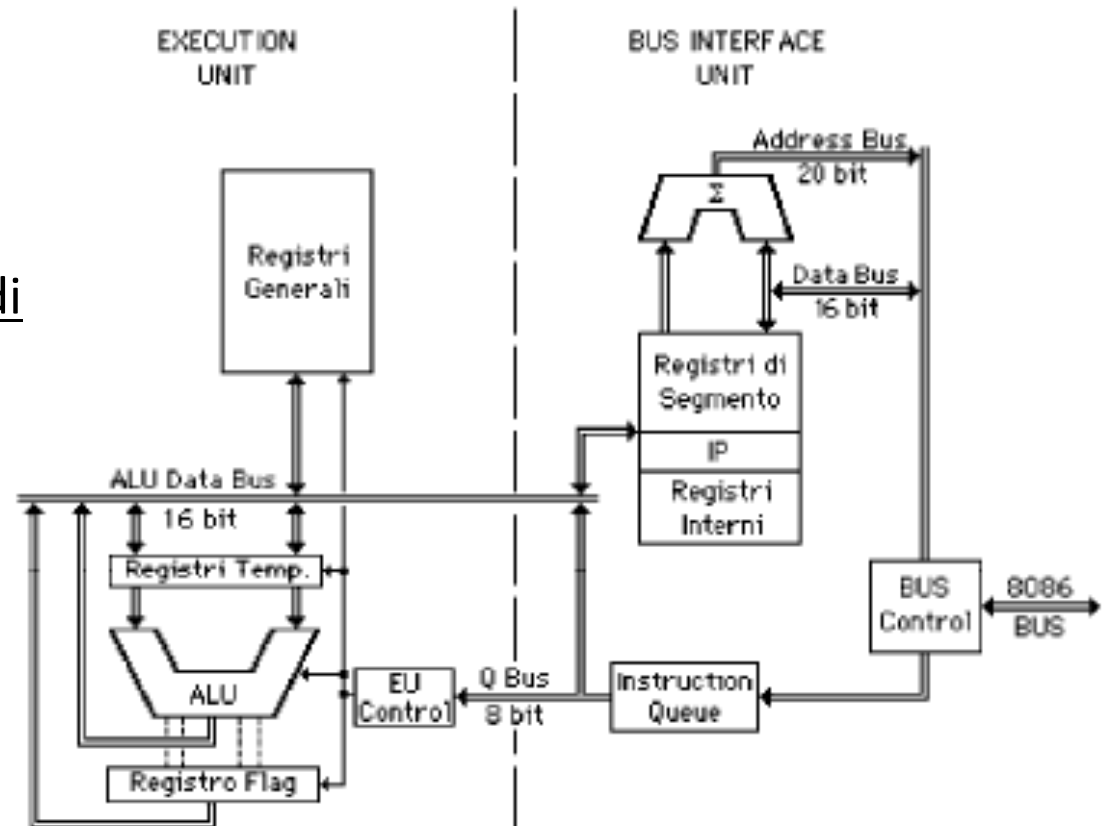 EXECUTION
UNIT
BUS INTERFACE
UNIT
Address Bus
20 bit
Σ
Registri
Generali
di
Data Bus
16 bit
Registri di
Segmento
IP
Registri
Interni
ALU Data Bus
16 bit
Registri Temp.
ALU
EU
Control
Q Bus
8 bit
Instruction
Queue
BUS
Control
8086
BUS
Registro Flag